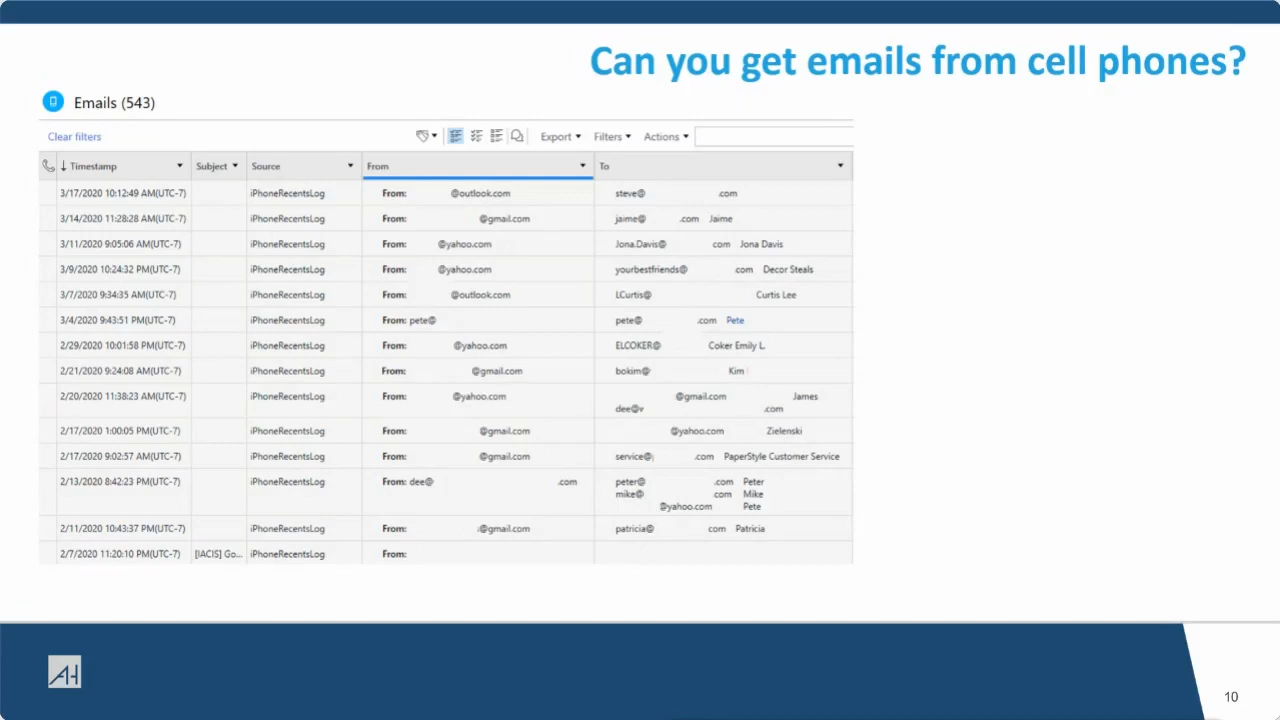 Can you get emails from cell phones?
Emails (543)
Clear filters Export Filters Actions
Timestamp Subject Source From To
3/17/2020 10:12:49 AM(UTC-7) iPhoneRecentsLog From: @outlook.com steve@ .com
3/14/2020 11:28:28 AM(UTC-7) iPhoneRecentsLog From: @gmail.com jaime@ .com Jaime
3/11/2020 9:05:06 AM(UTC-7) iPhoneRecentsLog From: @yahoo.com Jona.Davis@ com Jona Davis
3/9/2020 10:24:32 PM(UTC-7) iPhoneRecentsLog From: @yahoo.com yourbestfriends@ .com Decor Steals
3/7/2020 9:34:35 AM(UTC-7) iPhoneRecentsLog From: @outlook.com LCurtis@ Curtis Lee
3/4/2020 9:43:51 PM(UTC-7) iPhoneRecentsLog From: pete@ pete@ .com Pete
2/29/2020 10:01:58 PM(UTC-7) iPhoneRecentsLog From: @yahoo.com ELCOKER@ Coker Emily L.
2/21/2020 9:24:08 AM(UTC-7) iPhoneRecentsLog From: @gmail.com bokim@ Kim
2/20/2020 11:38:23 AM(UTC-7) iPhoneRecentsLog From: @yahoo.com @gmail.com James
dee@v .com
2/17/2020 1:00:05 PM(UTC-7) iPhoneRecentsLog From: @gmail.com @yahoo.com Zielenski
2/17/2020 9:02:57 AM(UTC-7) iPhoneRecentsLog From: @gmail.com service@ .com PaperStyle Customer Service
2/13/2020 8:42:23 PM(UTC-7) iPhoneRecentsLog From: dee@ .com peter@ .com Peter
mike@ com Mike
@yahoo.com Pete
2/11/2020 10:43:37 PM(UTC-7) iPhoneRecentsLog From: @gmail.com patricia@ com Patricia
2/7/2020 11:20:10 PM(UTC-7) [IACIS] Go... iPhoneRecentsLog From:
AH
10